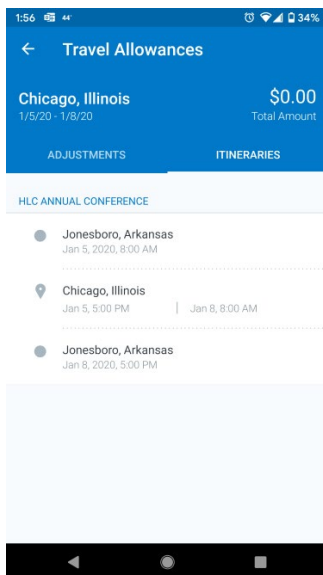 1:56 44°
34%
Travel Allowances
Chicago, Illinois $0.00
1/5/20 - 1/8/20 Total Amount
ADJUSTMENTS ITINERARIES
HLC ANNUAL CONFERENCE
Jonesboro, Arkansas
Jan 5, 2020, 8:00 AM
Chicago, Illinois
Jan 5, 5:00 PM | Jan 8, 8:00 AM
Jonesboro, Arkansas
Jan 8, 2020, 5:00 PM